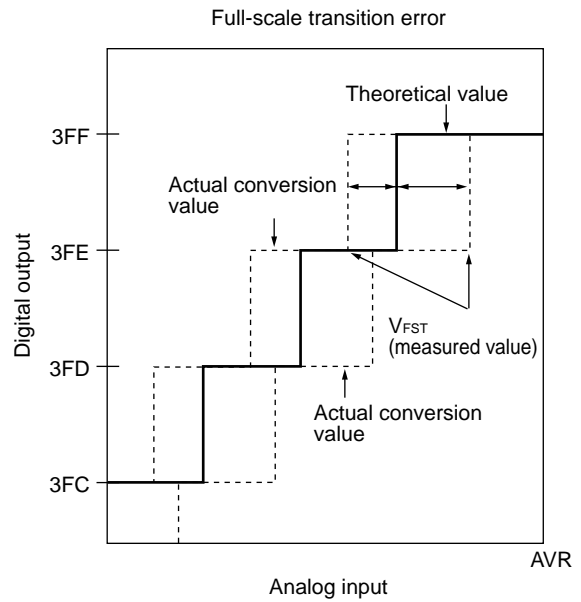 Full-scale transition error
Theoretical value
3FF
Actual conversion
value
3FE
Digital output
VFST
(measured value)
3FD
Actual conversion
value
3FC
AVR
Analog input